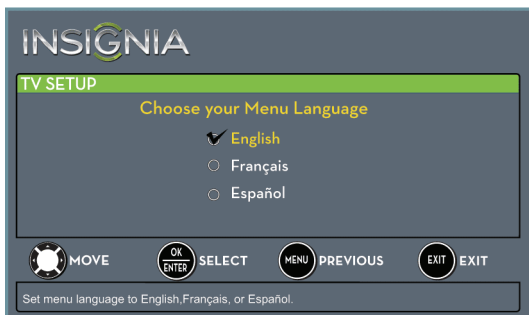 INSIGNIA
TV SETUP
Choose your Menu Language
English
Français
Español
MOVE OK ENTER SELECT MENU PREVIOUS EXIT EXIT
Set menu language to English,Français, or Español.